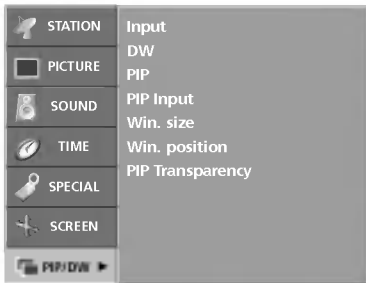 STATION
PICTURE
SOUND
TIME
SPECIAL
SCREEN
PIP/DW
Input
DW
PIP
PIP Input
Win. size
Win. position
PIP Transparency